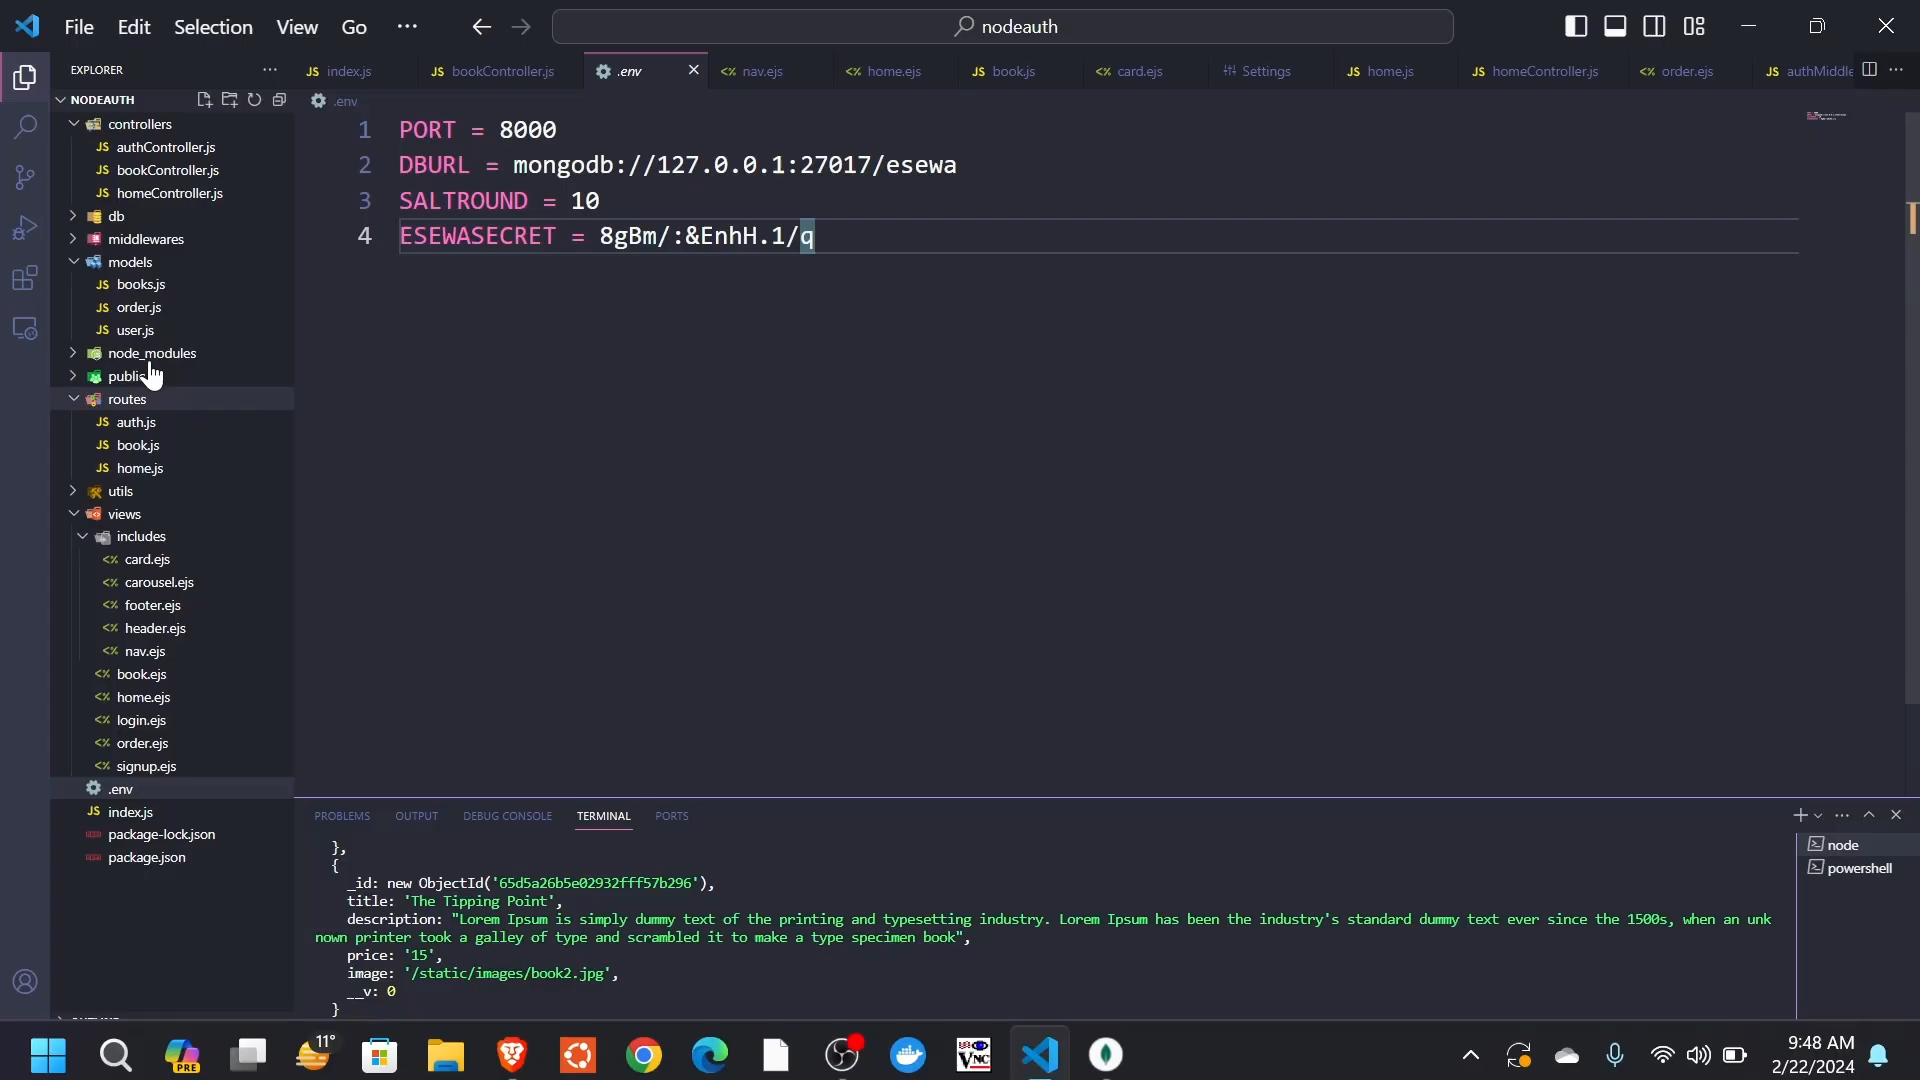 File Edit Selection View Go ··· nodeauth
EXPLORER ···
index.js bookController.js .env nav.ejs home.ejs book.js card.ejs Settings home.js homeController.js order.ejs authMiddle
NODEAUTH
.env
controllers
authController.js
bookController.js
homeController.js
db
middlewares
models
books.js
order.js
user.js
node_modules
public
routes
auth.js
book.js
home.js
utils
views
includes
card.ejs
carousel.ejs
footer.ejs
header.ejs
nav.ejs
book.ejs
home.ejs
login.ejs
order.ejs
signup.ejs
.env
index.js
package-lock.json
package.json
1 PORT = 8000
2 DBURL = mongodb://127.0.0.1:27017/esewa
3 SALTROUND = 10
4 ESEWASECRET = 8gBm/:&EnhH.1/q
PROBLEMS OUTPUT DEBUG CONSOLE TERMINAL PORTS
},
{
_id: new ObjectId('65d5a26b5e02932fff57b296'),
title: 'The Tipping Point',
description: "Lorem Ipsum is simply dummy text of the printing and typesetting industry. Lorem Ipsum has been the industry's standard dummy text ever since the 1500s, when an unk
nown printer took a galley of type and scrambled it to make a type specimen book",
price: '15',
image: '/static/images/book2.jpg',
__v: 0
}
node
powershell
11°
PRE
VNC
9:48 AM
2/22/2024